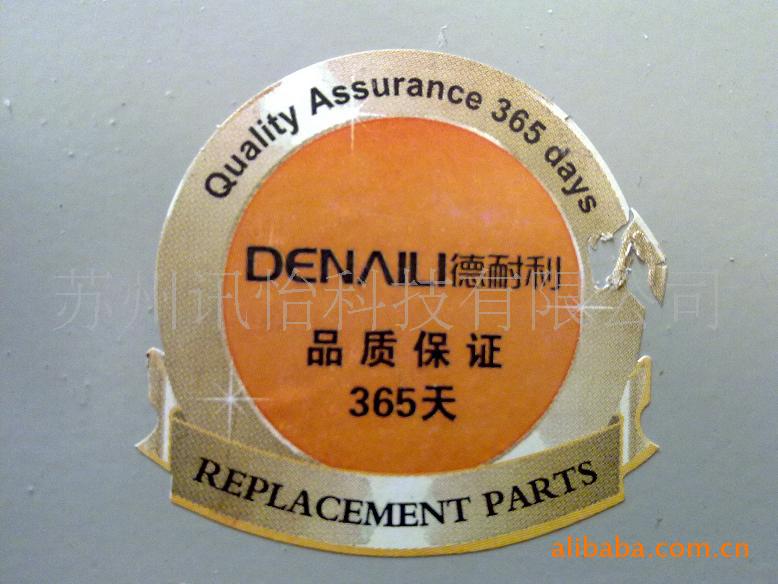 Quality Assurance 365 days
DENAILI德耐利
苏州讯怡科技有限公司
品质保证
365天
REPLACEMENT PARTS
alibaba.com.cn